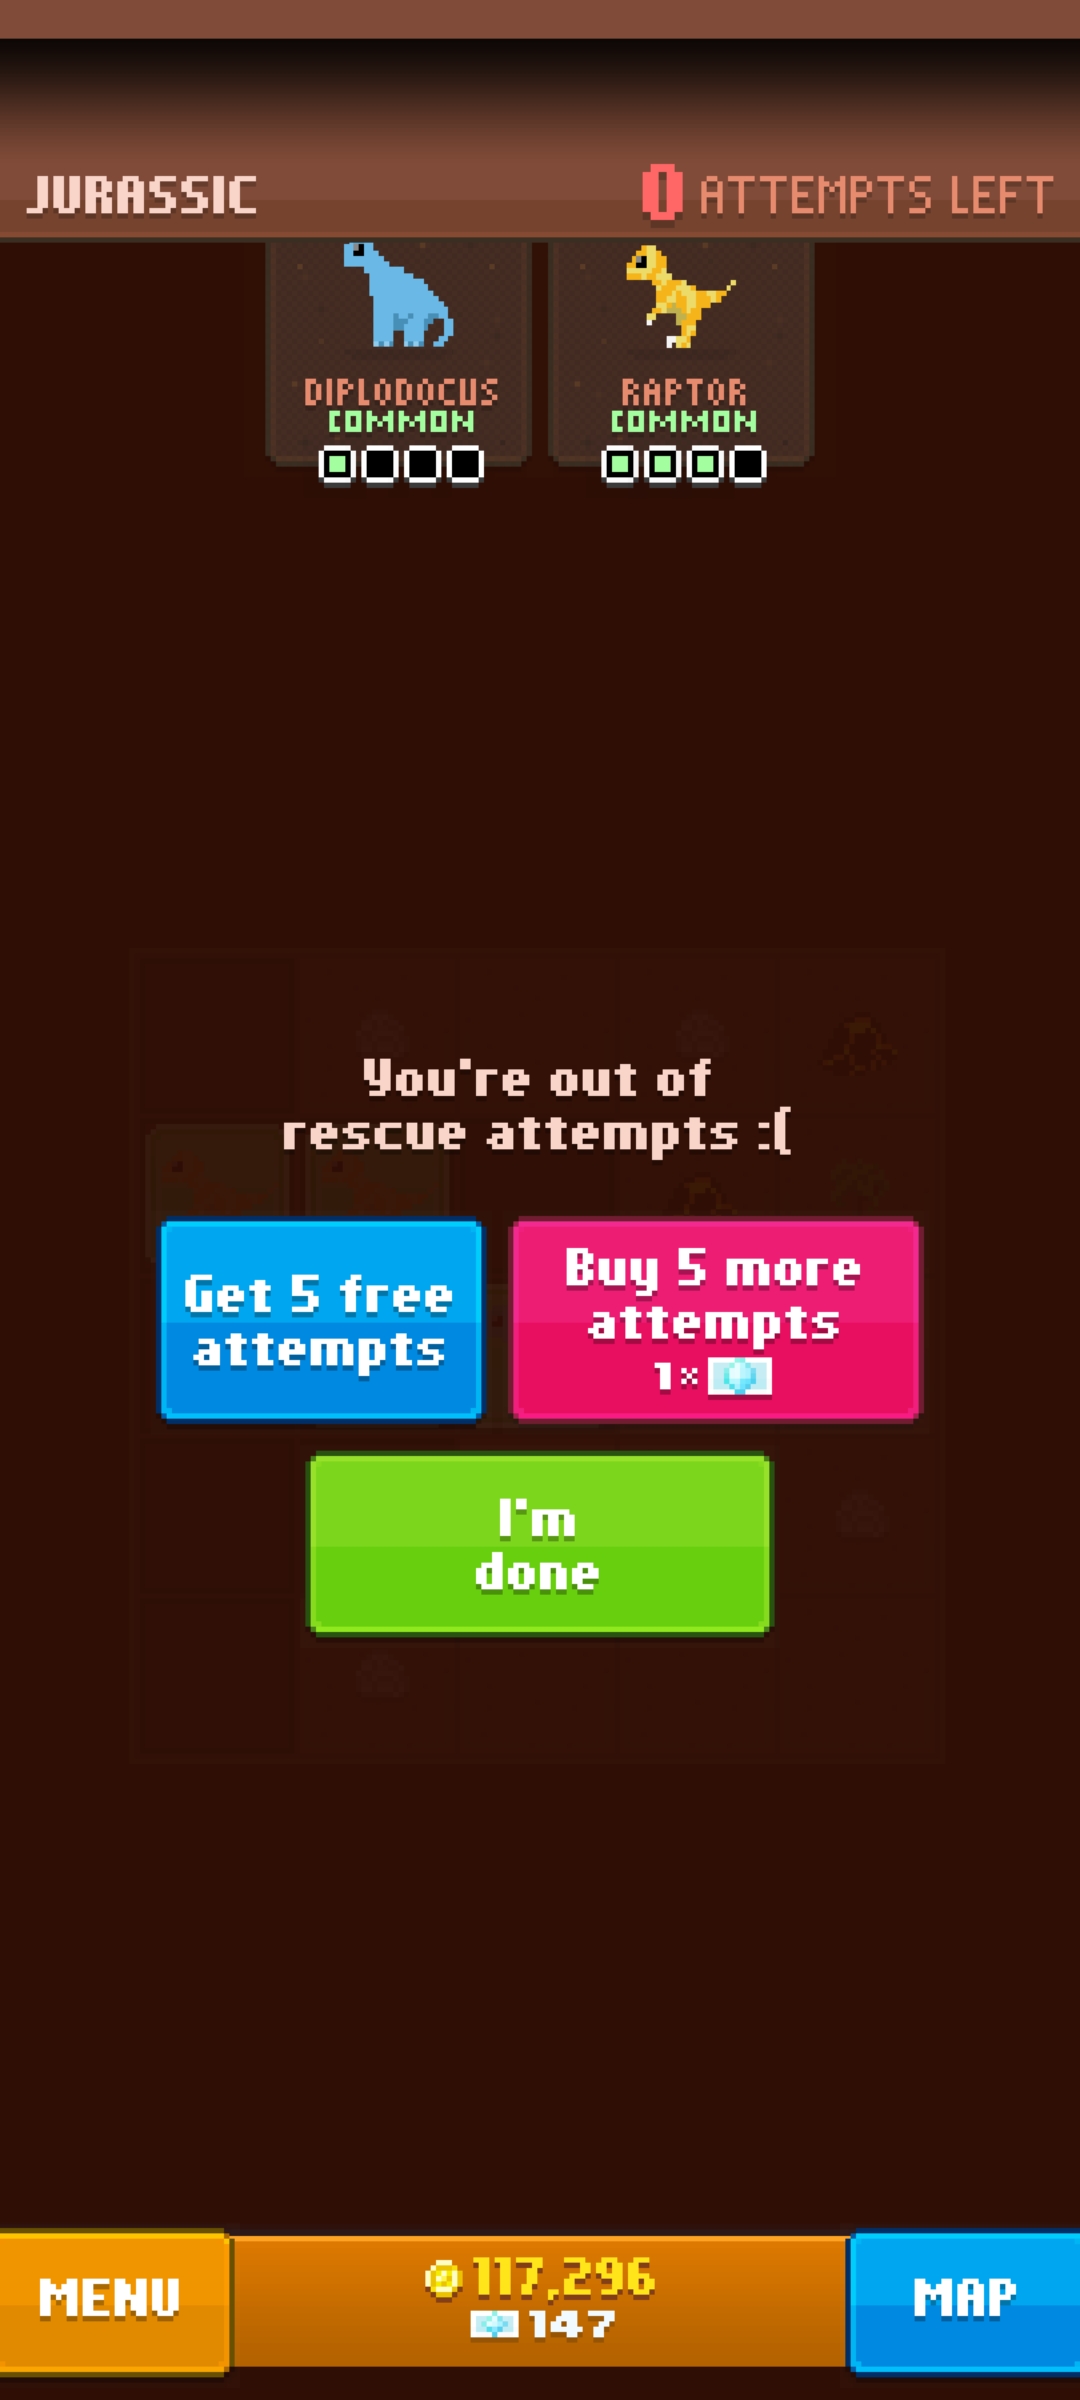 JURASSIC
0 ATTEMPTS LEFT
DIPLODOCUS
COMMON
RAPTOR
COMMON
You're out of
rescue attempts :(
Get 5 free
attempts
Buy 5 more
attempts
1×
I'm
done
MENU
117,296
147
MAP